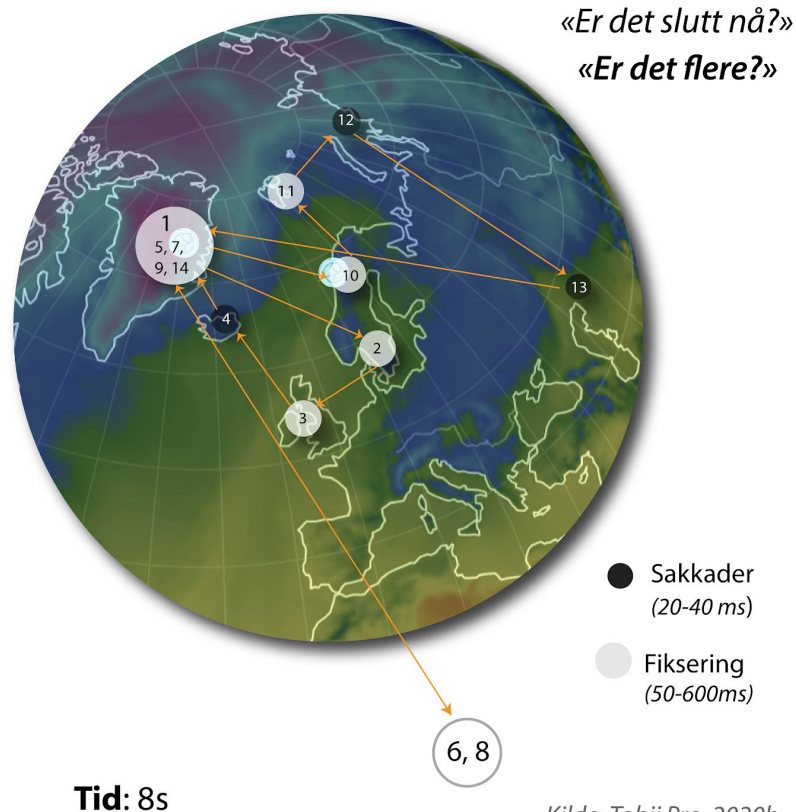 «Er det slutt nå?»
«Er det flere?»
12
11
1
5, 7,
9, 14
10
13
4
2
3
Sakkader
(20-40 ms)
Fiksering
(50-600ms)
6, 8
Tid: 8s